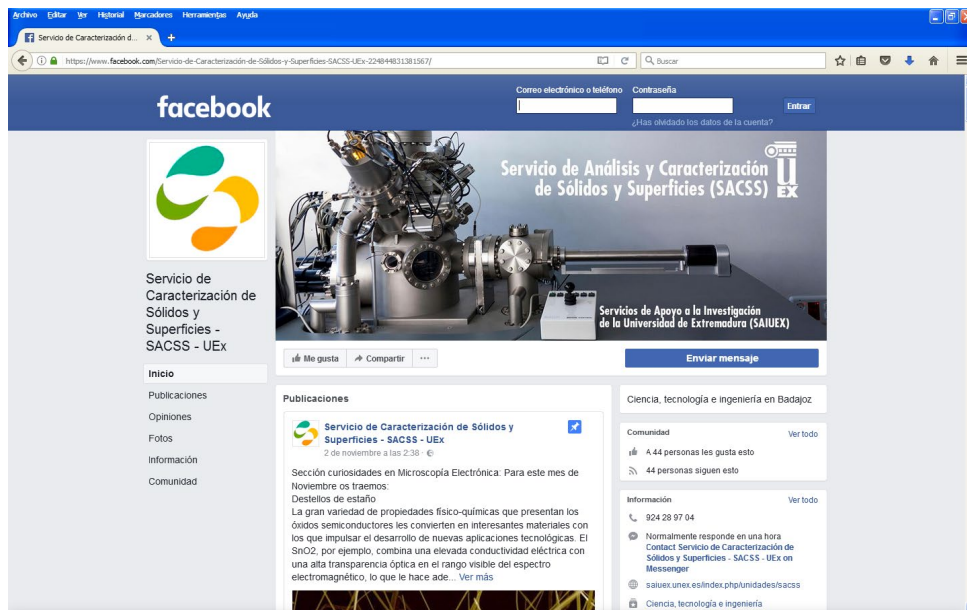 Archivo Editar Ver Historial Marcadores Herramientas Ayuda
Servicio de Caracterización d... × +
https://www.facebook.com/Servicio-de-Caracterización-de-Sólidos-y-Superficies-SACSS-UEx-224844831381567/
Buscar
facebook
Correo electrónico o teléfono Contraseña
Entrar
¿Has olvidado los datos de la cuenta?
Servicio de Análisis y Caracterización
de Sólidos y Superficies (SACSS)
UEX
Servicios de Apoyo a la Investigación
de la Universidad de Extremadura (SAIUEX)
Servicio de
Caracterización de
Sólidos y
Superficies -
SACSS - UEx
Inicio
Publicaciones
Opiniones
Fotos
Información
Comunidad
Me gusta Compartir ...
Enviar mensaje
Publicaciones
Servicio de Caracterización de Sólidos y
Superficies - SACSS - UEx
2 de noviembre a las 2:38 ·
Sección curiosidades en Microscopía Electrónica: Para este mes de
Noviembre os traemos:
Destellos de estaño
La gran variedad de propiedades físico-químicas que presentan los
óxidos semiconductores les convierten en interesantes materiales con
los que impulsar el desarrollo de nuevas aplicaciones tecnológicas. El
SnO2, por ejemplo, combina una elevada conductividad eléctrica con
una alta transparencia óptica en el rango visible del espectro
electromagnético, lo que le hace ade... Ver más
Ciencia, tecnología e ingeniería en Badajoz
Comunidad Ver todo
A 44 personas les gusta esto
44 personas siguen esto
Información Ver todo
924 28 97 04
Normalmente responde en una hora
Contact Servicio de Caracterización de
Sólidos y Superficies - SACSS - UEx on
Messenger
saiuex.unex.es/index.php/unidades/sacss
Ciencia, tecnología e ingeniería